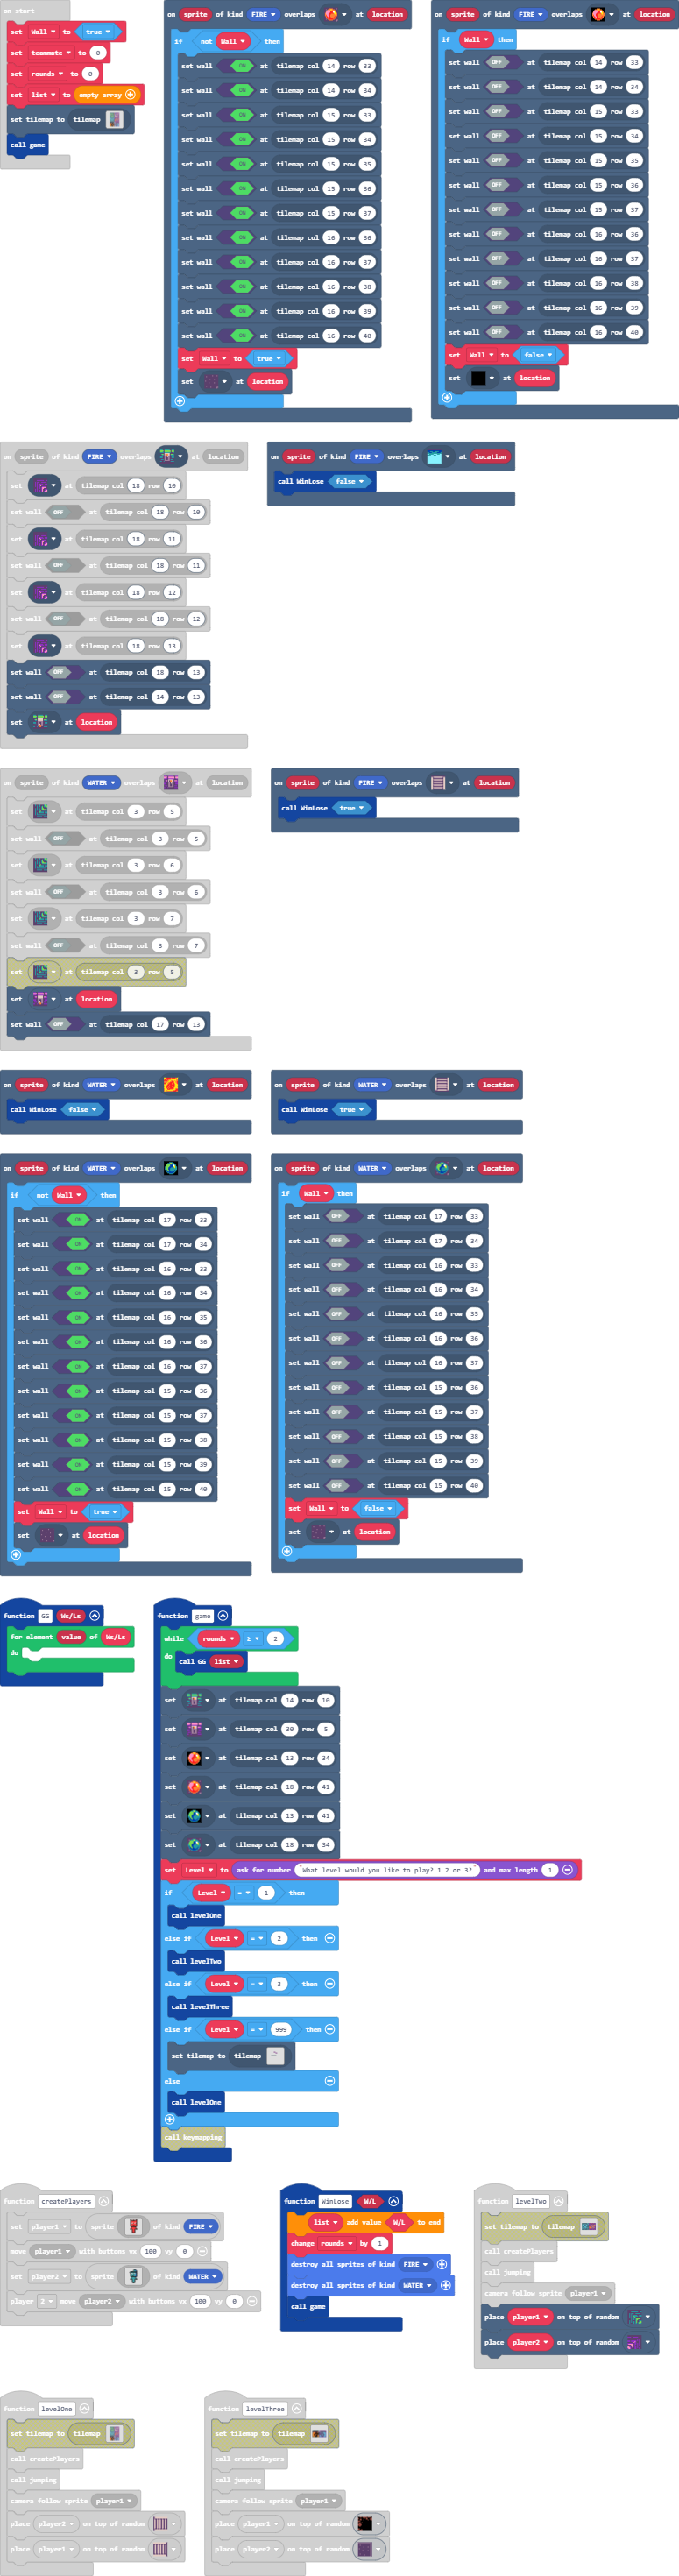 on start
set Wall to true
set teammate to 0
set rounds to 0
set list to empty array
set tilemap to tilemap
call game
on sprite of kind FIRE overlaps at location
if not Wall then
set wall ON at tilemap col 14 row 33
set wall ON at tilemap col 14 row 34
set wall ON at tilemap col 15 row 33
set wall ON at tilemap col 15 row 34
set wall ON at tilemap col 15 row 35
set wall ON at tilemap col 15 row 36
set wall ON at tilemap col 15 row 37
set wall ON at tilemap col 16 row 36
set wall ON at tilemap col 16 row 37
set wall ON at tilemap col 16 row 38
set wall ON at tilemap col 16 row 39
set wall ON at tilemap col 16 row 40
set Wall to true
set at location
on sprite of kind FIRE overlaps at location
if Wall then
set wall OFF at tilemap col 14 row 33
set wall OFF at tilemap col 14 row 34
set wall OFF at tilemap col 15 row 33
set wall OFF at tilemap col 15 row 34
set wall OFF at tilemap col 15 row 35
set wall OFF at tilemap col 15 row 36
set wall OFF at tilemap col 15 row 37
set wall OFF at tilemap col 16 row 36
set wall OFF at tilemap col 16 row 37
set wall OFF at tilemap col 16 row 38
set wall OFF at tilemap col 16 row 39
set wall OFF at tilemap col 16 row 40
set Wall to false
set at location
on sprite of kind FIRE overlaps at location
set at tilemap col 18 row 10
set wall OFF at tilemap col 18 row 10
set at tilemap col 18 row 11
set wall OFF at tilemap col 18 row 11
set at tilemap col 18 row 12
set wall OFF at tilemap col 18 row 12
set at tilemap col 18 row 13
set wall OFF at tilemap col 18 row 13
set wall OFF at tilemap col 14 row 13
set at location
on sprite of kind FIRE overlaps at location
call WinLose false
on sprite of kind WATER overlaps at location
set at tilemap col 3 row 5
set wall OFF at tilemap col 3 row 5
set at tilemap col 3 row 6
set wall OFF at tilemap col 3 row 6
set at tilemap col 3 row 7
set wall OFF at tilemap col 3 row 7
set at tilemap col 3 row 5
set at location
set wall OFF at tilemap col 17 row 13
on sprite of kind FIRE overlaps at location
call WinLose true
on sprite of kind WATER overlaps at location
call WinLose false
on sprite of kind WATER overlaps at location
call WinLose true
on sprite of kind WATER overlaps at location
if not Wall then
set wall ON at tilemap col 17 row 33
set wall ON at tilemap col 17 row 34
set wall ON at tilemap col 16 row 33
set wall ON at tilemap col 16 row 34
set wall ON at tilemap col 16 row 35
set wall ON at tilemap col 16 row 36
set wall ON at tilemap col 16 row 37
set wall ON at tilemap col 15 row 36
set wall ON at tilemap col 15 row 37
set wall ON at tilemap col 15 row 38
set wall ON at tilemap col 15 row 39
set wall ON at tilemap col 15 row 40
set Wall to true
set at location
on sprite of kind WATER overlaps at location
if Wall then
set wall OFF at tilemap col 17 row 33
set wall OFF at tilemap col 17 row 34
set wall OFF at tilemap col 16 row 33
set wall OFF at tilemap col 16 row 34
set wall OFF at tilemap col 16 row 35
set wall OFF at tilemap col 16 row 36
set wall OFF at tilemap col 16 row 37
set wall OFF at tilemap col 15 row 36
set wall OFF at tilemap col 15 row 37
set wall OFF at tilemap col 15 row 38
set wall OFF at tilemap col 15 row 39
set wall OFF at tilemap col 15 row 40
set Wall to false
set at location
function GG Ws/Ls
for element value of Ws/Ls
do
function game
while rounds ≥ 2
do call GG list
set at tilemap col 14 row 10
set at tilemap col 30 row 5
set at tilemap col 13 row 34
set at tilemap col 18 row 41
set at tilemap col 13 row 41
set at tilemap col 18 row 34
set Level to ask for number "What level would you like to play? 1 2 or 3?" and max length 1
if Level = 1 then
call levelOne
else if Level = 2 then
call levelTwo
else if Level = 3 then
call levelThree
else if Level = 999 then
set tilemap to tilemap
else
call levelOne
call keymapping
function createPlayers
set player1 to sprite of kind FIRE
move player1 with buttons vx 100 vy 0
set player2 to sprite of kind WATER
player 2 move player2 with buttons vx 100 vy 0
function WinLose W/L
list add value W/L to end
change rounds by 1
destroy all sprites of kind FIRE
destroy all sprites of kind WATER
call game
function levelTwo
set tilemap to tilemap
call createPlayers
call jumping
camera follow sprite player1
place player1 on top of random
place player2 on top of random
function levelOne
set tilemap to tilemap
call createPlayers
call jumping
camera follow sprite player1
place player2 on top of random
place player1 on top of random
function levelThree
set tilemap to tilemap
call createPlayers
call jumping
camera follow sprite player1
place player1 on top of random
place player2 on top of random